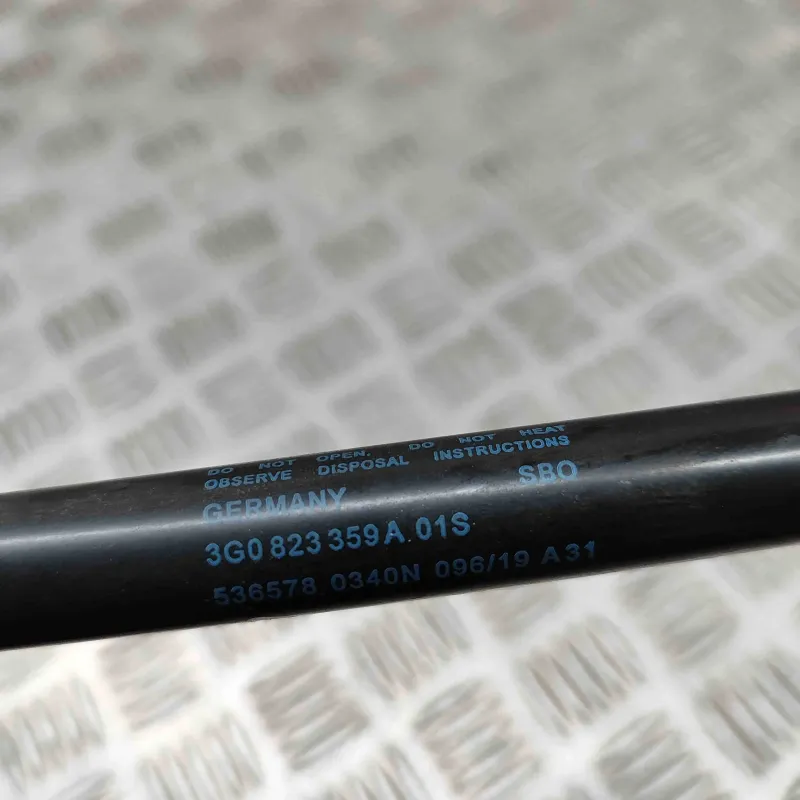 DO NOT OPEN, DO NOT HEAT
OBSERVE DISPOSAL INSTRUCTIONS
GERMANY SBO
3G0 823 359 A 01S
536578 0340N 096/19 A 31